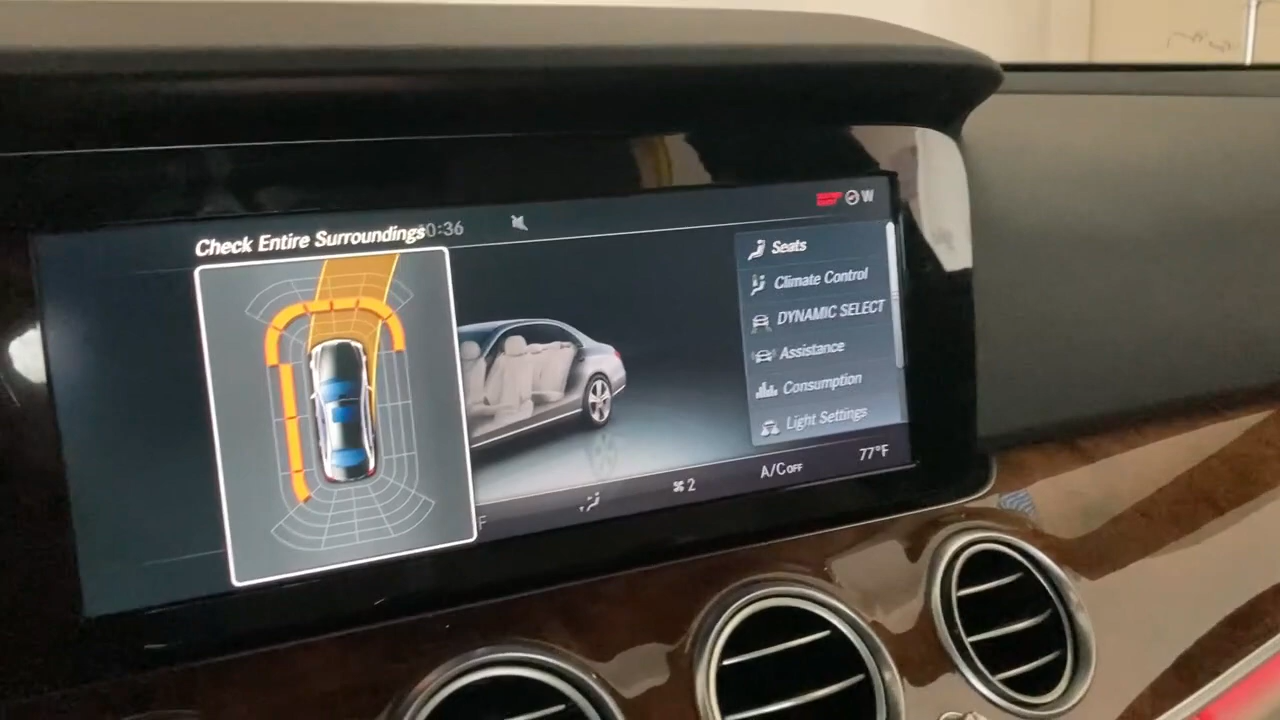 Check Entire Surroundings
0:36
W
Seats
Climate Control
DYNAMIC SELECT
Assistance
Consumption
Light Settings
F
2
A/C OFF
77°F